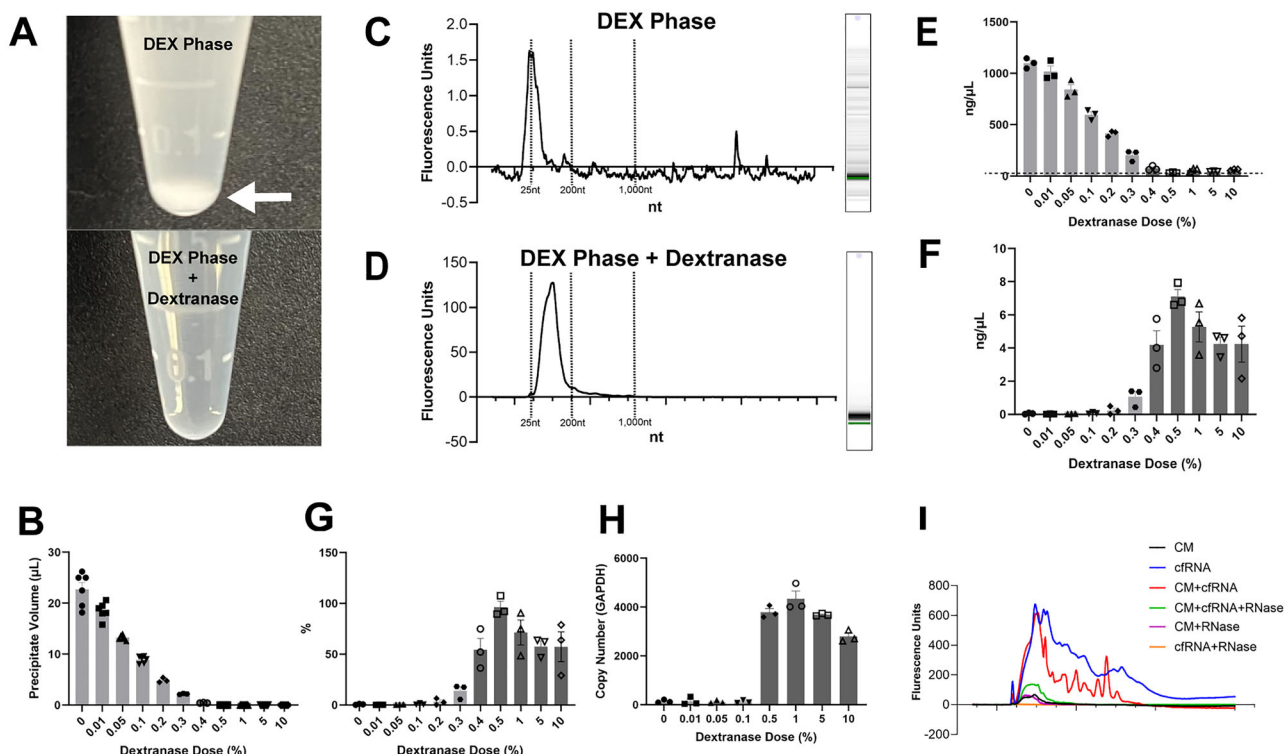 A
DEX Phase
0.1
DEX Phase
+
Dextranase
0.1
C
DEX Phase
Fluorescence Units
2.0
1.5
1.0
0.5
0.0
-0.5
25nt
200nt
1,000nt
nt
D
DEX Phase + Dextranase
Fluorescence Units
150
100
50
0
-50
25nt
200nt
1,000nt
nt
E
ng/µL
1500
1000
500
0
0
0.01
0.05
0.1
0.2
0.3
0.4
0.5
1
5
10
Dextranase Dose (%)
F
ng/µL
10
8
6
4
2
0
0
0.01
0.05
0.1
0.2
0.3
0.4
0.5
1
5
10
Dextranase Dose (%)
B
Precipitate Volume (µL)
30
20
10
0
0
0.01
0.05
0.1
0.2
0.3
0.4
0.5
1
5
10
Dextranase Dose (%)
G
%
150
100
50
0
0
0.01
0.05
0.1
0.2
0.3
0.4
0.5
1
5
10
Dextranase Dose (%)
H
Copy Number (GAPDH)
6000
4000
2000
0
0
0.01
0.05
0.1
0.5
1
5
10
Dextranase Dose (%)
I
Flurescence Units
800
600
400
200
0
-200
CM
cfRNA
CM+cfRNA
CM+cfRNA+RNase
CM+RNase
cfRNA+RNase